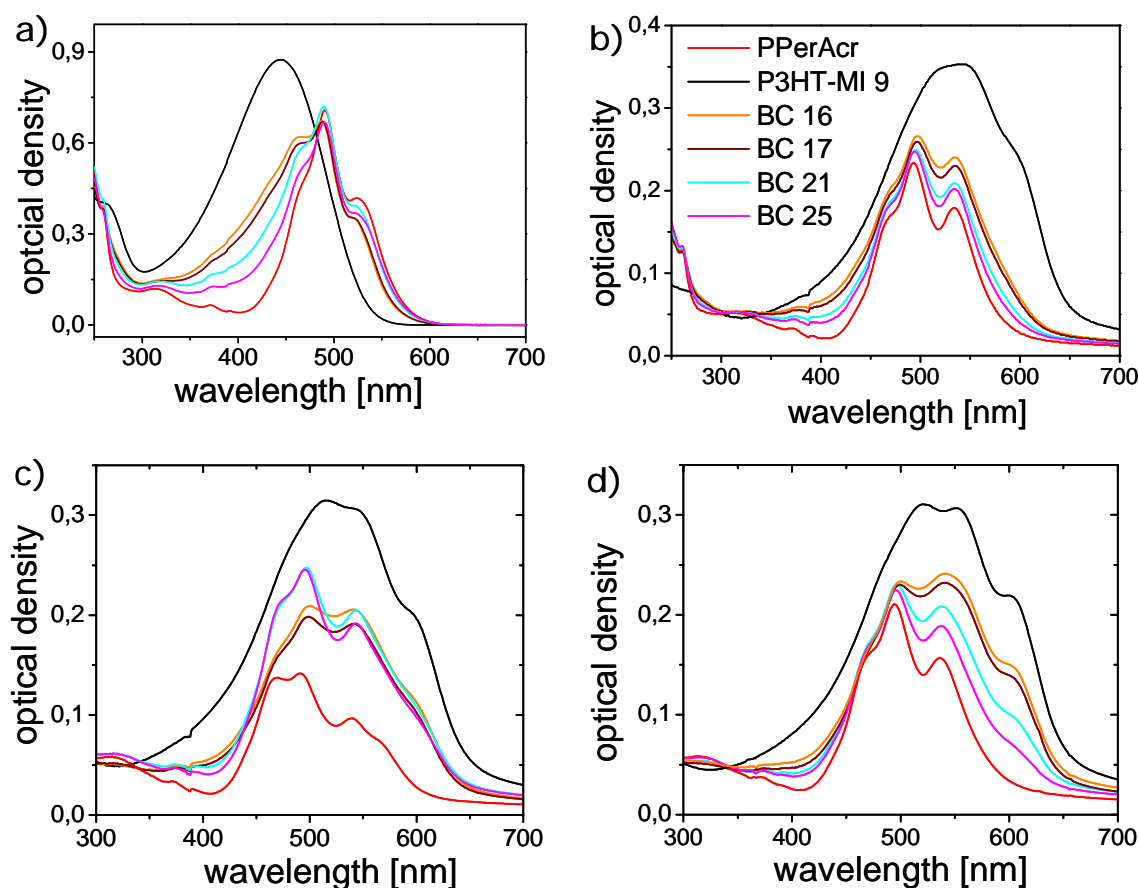 a)
0,9
0,6
0,3
0,0
optcial density
300 400 500 600 700
wavelength [nm]
b)
0,4
0,3
0,2
0,1
0,0
optical density
PPerAcr
P3HT-MI 9
BC 16
BC 17
BC 21
BC 25
300 400 500 600 700
wavelength [nm]
c)
0,3
0,2
0,1
0,0
optical density
300 400 500 600 700
wavelength [nm]
d)
0,3
0,2
0,1
0,0
optical density
300 400 500 600 700
wavelength [nm]